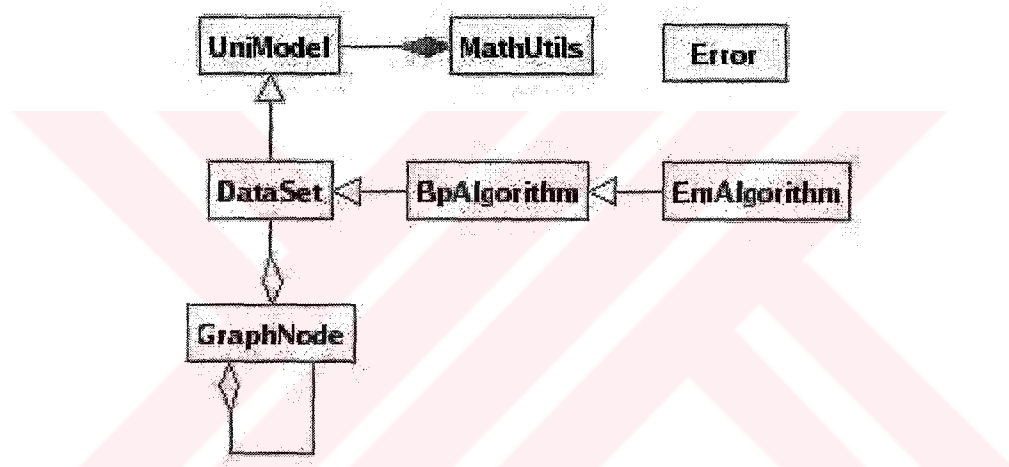 UniModel
MathUtils
Error
DataSet
BpAlgorithm
EmAlgorithm
GraphNode